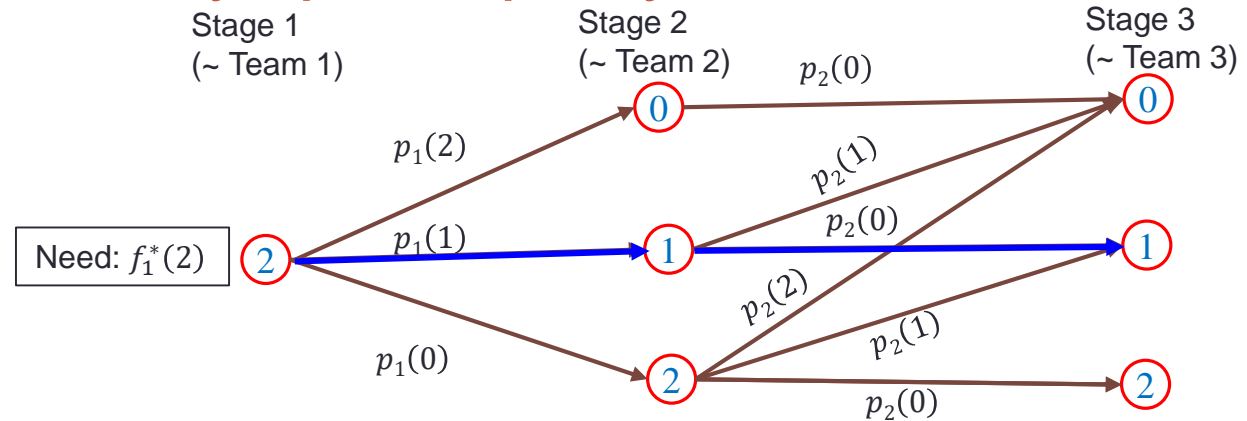 Stage 1
(~ Team 1)
Stage 2
(~ Team 2)
Stage 3
(~ Team 3)
p₂(0)
0
0
p₁(2)
p₂(1)
Need: f₁*(2)
2
p₁(1)
1
p₂(0)
1
p₂(2)
p₂(1)
p₁(0)
2
p₂(0)
2